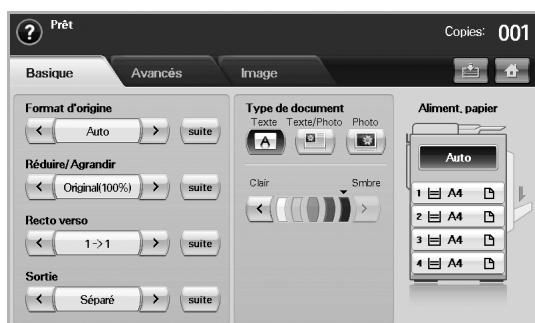 ? Prêt
Copies: 001
Basique
Avancés
Image
Format d'origine
Auto
suite
Réduire/Agrandir
Original(100%)
suite
Recto verso
1->1
suite
Sortie
Séparé
suite
Type de document
Texte Texte/Photo Photo
A
Clair Smbre
Aliment. papier
Auto
1 A4
2 A4
3 A4
4 A4